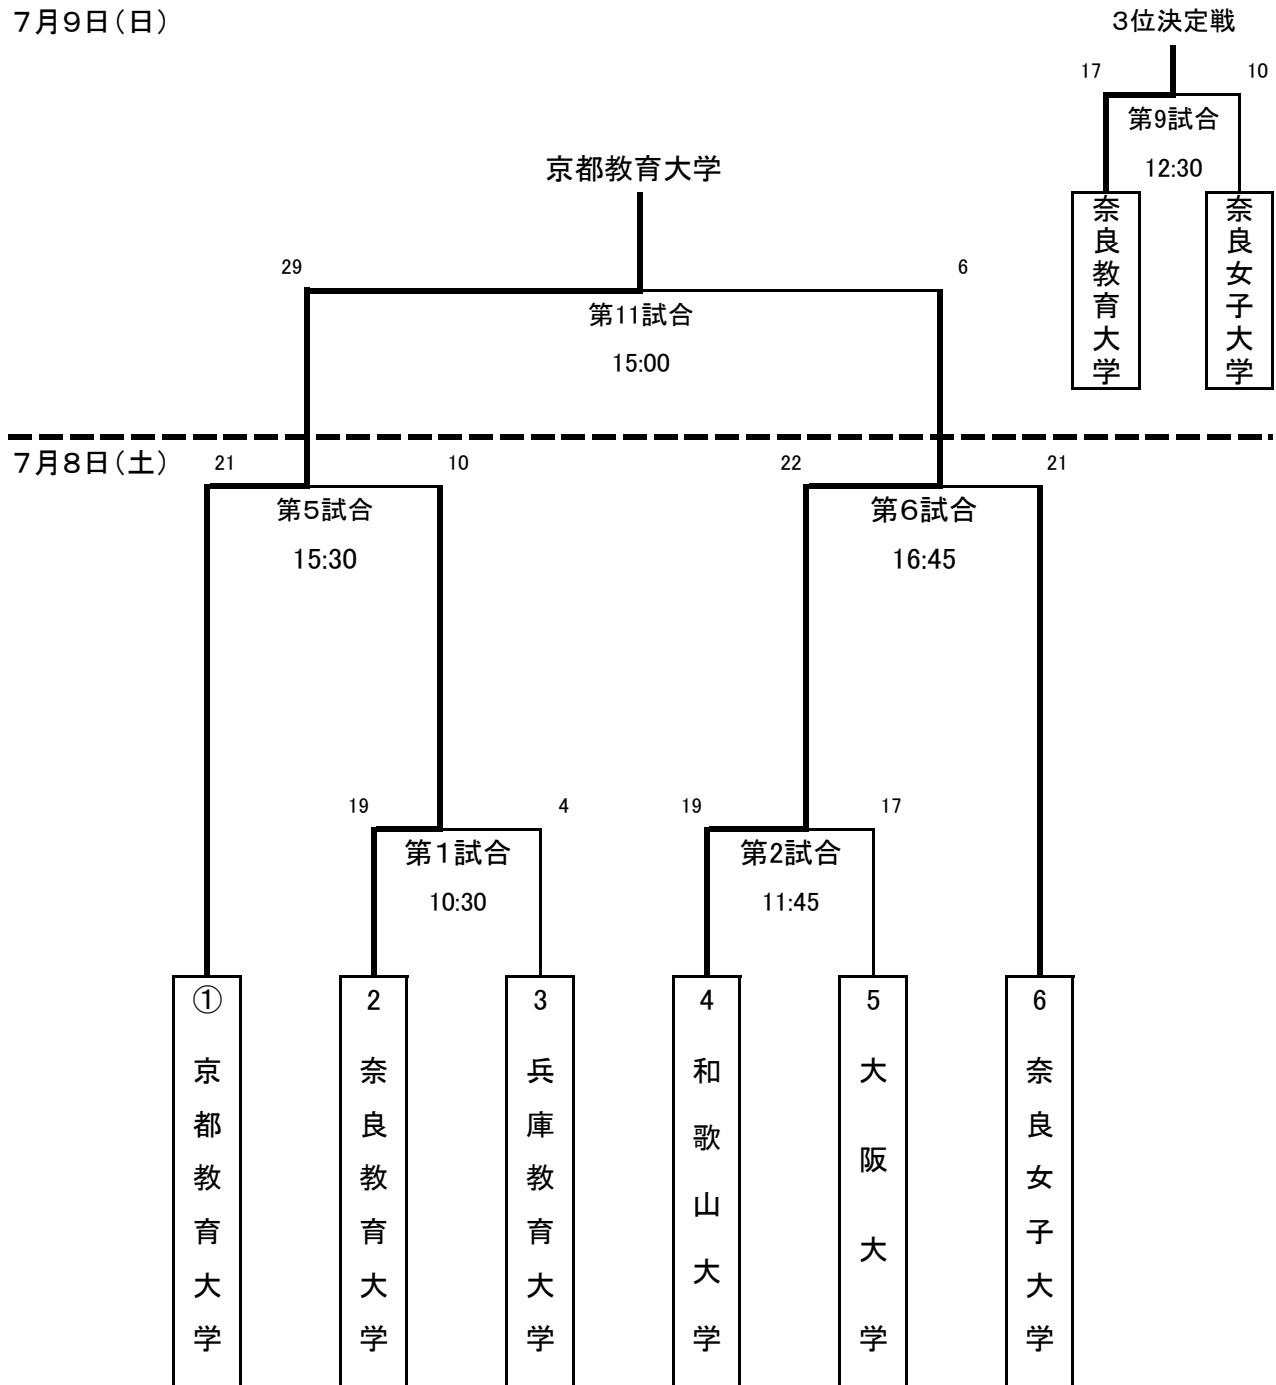 7月9日(日)
3位決定戦
17
10
第9試合
12:30
奈良教育大学
奈良女子大学
京都教育大学
29
6
第11試合
15:00
7月8日(土)
21
10
22
21
第5試合
第6試合
15:30
16:45
19
4
19
17
第1試合
第2試合
10:30
11:45
① 京都教育大学
2 奈良教育大学
3 兵庫教育大学
4 和歌山大学
5 大阪大学
6 奈良女子大学